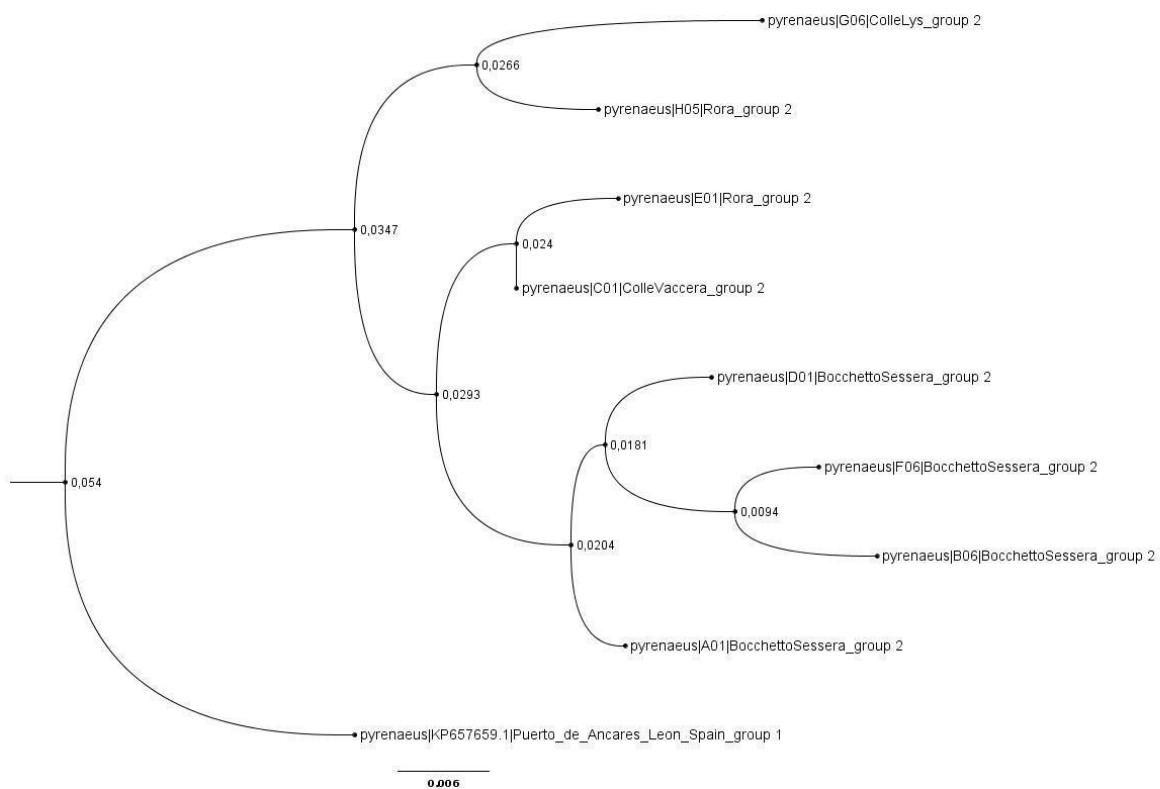 pyrenaeus|G06|ColleLys_group 2
0,0266
pyrenaeus|H05|Rora_group 2
pyrenaeus|E01|Rora_group 2
0,0347
0,024
pyrenaeus|C01|ColleVaccera_group 2
pyrenaeus|D01|BocchettoSessera_group 2
0,0293
0,0181
pyrenaeus|F06|BocchettoSessera_group 2
0,054
0,0094
0,0204
pyrenaeus|B06|BocchettoSessera_group 2
pyrenaeus|A01|BocchettoSessera_group 2
pyrenaeus|KP657659.1|Puerto_de_Ancares_Leon_Spain_group 1
0.006